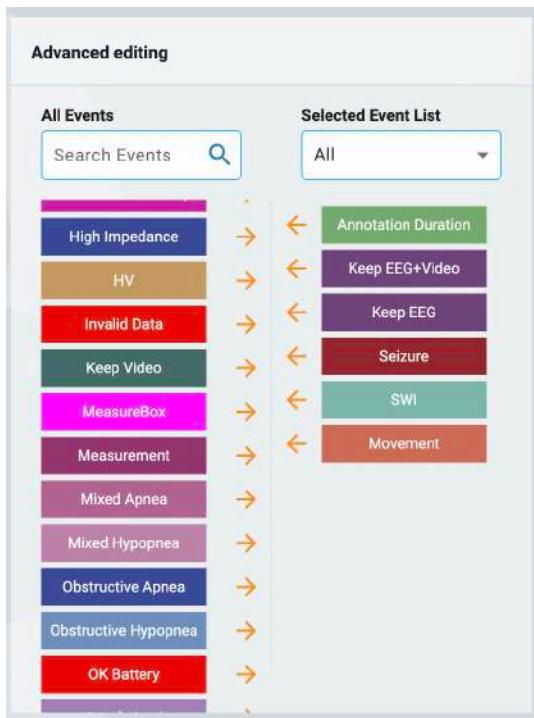 Advanced editing
All Events
Search Events
High Impedance
HV
Invalid Data
Keep Video
MeasureBox
Measurement
Mixed Apnea
Mixed Hypopnea
Obstructive Apnea
Obstructive Hypopnea
OK Battery
Selected Event List
All
Annotation Duration
Keep EEG+Video
Keep EEG
Seizure
SWI
Movement